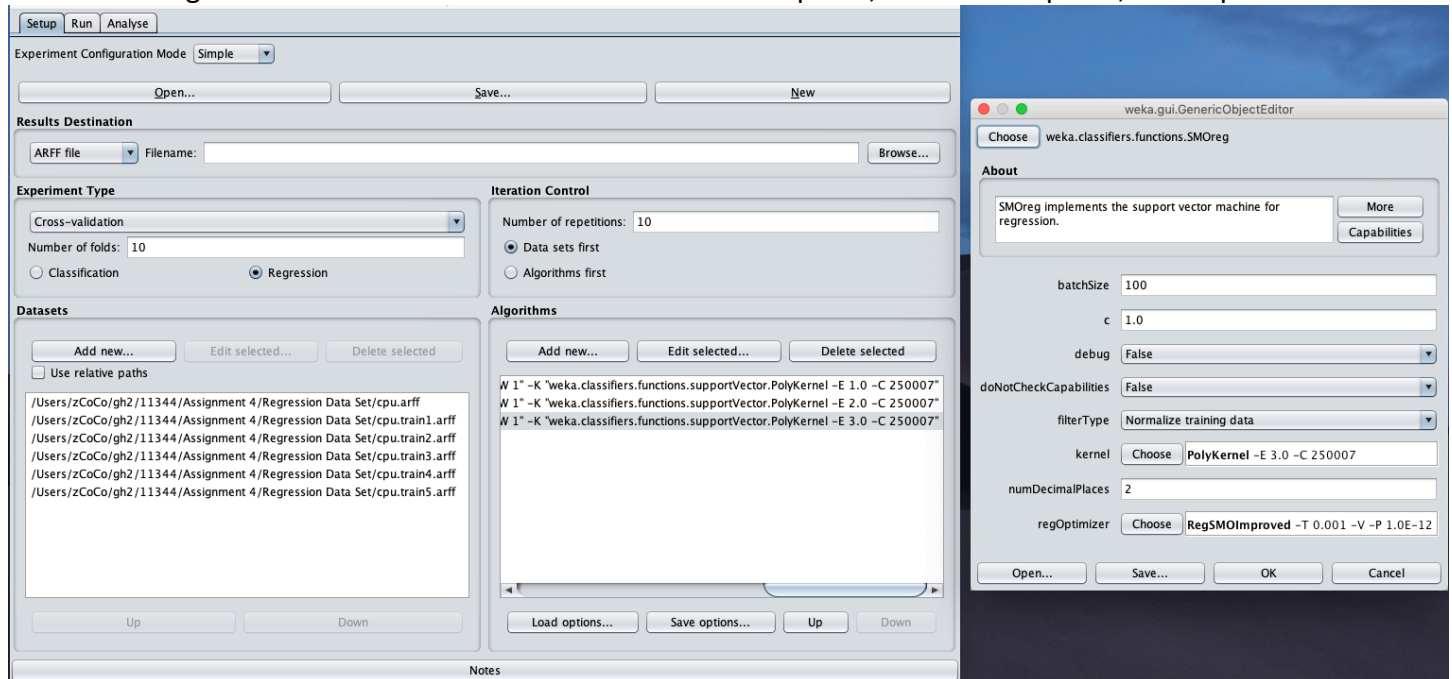 Setup Run Analyse
Experiment Configuration Mode Simple
Open... Save... New
Results Destination
ARFF file Filename: Browse...
Experiment Type
Cross-validation
Number of folds: 10
Classification Regression
Iteration Control
Number of repetitions: 10
Data sets first
Algorithms first
Datasets
Add new... Edit selected... Delete selected
Use relative paths
/Users/zCoCo/gh2/11344/Assignment 4/Regression Data Set/cpu.arff
/Users/zCoCo/gh2/11344/Assignment 4/Regression Data Set/cpu.train1.arff
/Users/zCoCo/gh2/11344/Assignment 4/Regression Data Set/cpu.train2.arff
/Users/zCoCo/gh2/11344/Assignment 4/Regression Data Set/cpu.train3.arff
/Users/zCoCo/gh2/11344/Assignment 4/Regression Data Set/cpu.train4.arff
/Users/zCoCo/gh2/11344/Assignment 4/Regression Data Set/cpu.train5.arff
Up Down
Algorithms
Add new... Edit selected... Delete selected
W 1" -K "weka.classifiers.functions.supportVector.PolyKernel -E 1.0 -C 250007"
W 1" -K "weka.classifiers.functions.supportVector.PolyKernel -E 2.0 -C 250007"
W 1" -K "weka.classifiers.functions.supportVector.PolyKernel -E 3.0 -C 250007"
Load options... Save options... Up Down
Notes
weka.gui.GenericObjectEditor
Choose weka.classifiers.functions.SMOreg
About
SMOreg implements the support vector machine for
regression.
More
Capabilities
batchSize 100
c 1.0
debug False
doNotCheckCapabilities False
filterType Normalize training data
kernel Choose PolyKernel -E 3.0 -C 250007
numDecimalPlaces 2
regOptimizer Choose RegSMOImproved -T 0.001 -V -P 1.0E-12
Open... Save... OK Cancel